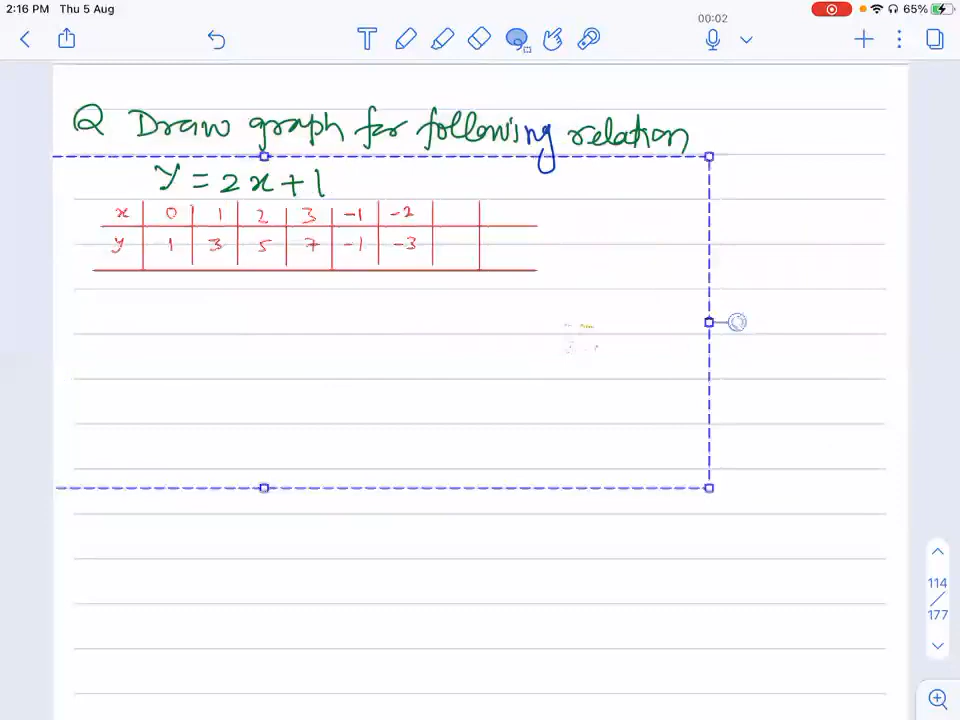 2:16 PM Thu 5 Aug 65%
00:02
Q Draw graph for following relation
y = 2x+1
x 0 1 2 3 -1 -2
y 1 3 5 7 -1 -3
114
/
177